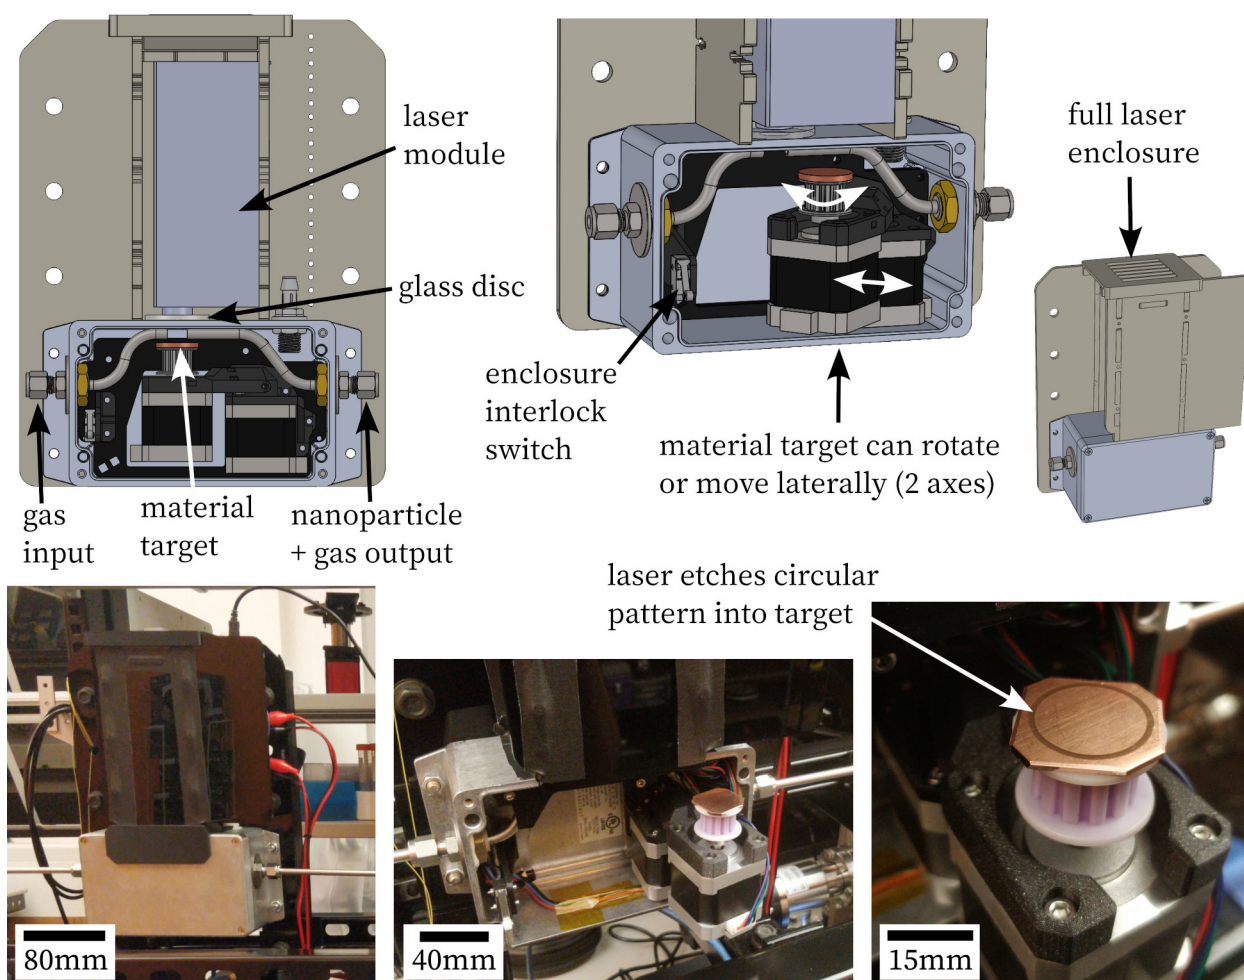 laser
module
glass disc
gas
input
material
target
nanoparticle
+ gas output
enclosure
interlock
switch
material target can rotate
or move laterally (2 axes)
full laser
enclosure
laser etches circular
pattern into target
80mm
40mm
15mm